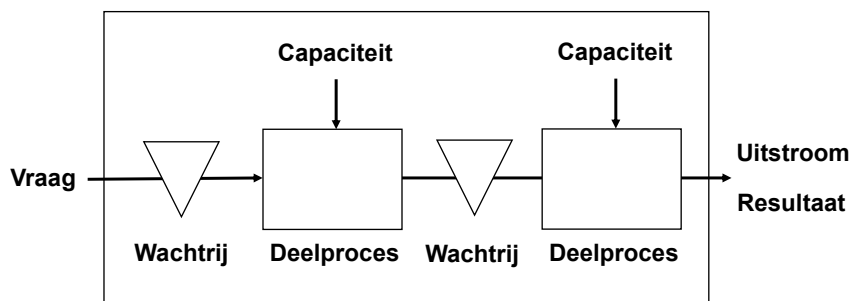 Capaciteit
Capaciteit
Vraag
Uitstroom
Resultaat
Wachtrij
Deelproces
Wachtrij
Deelproces